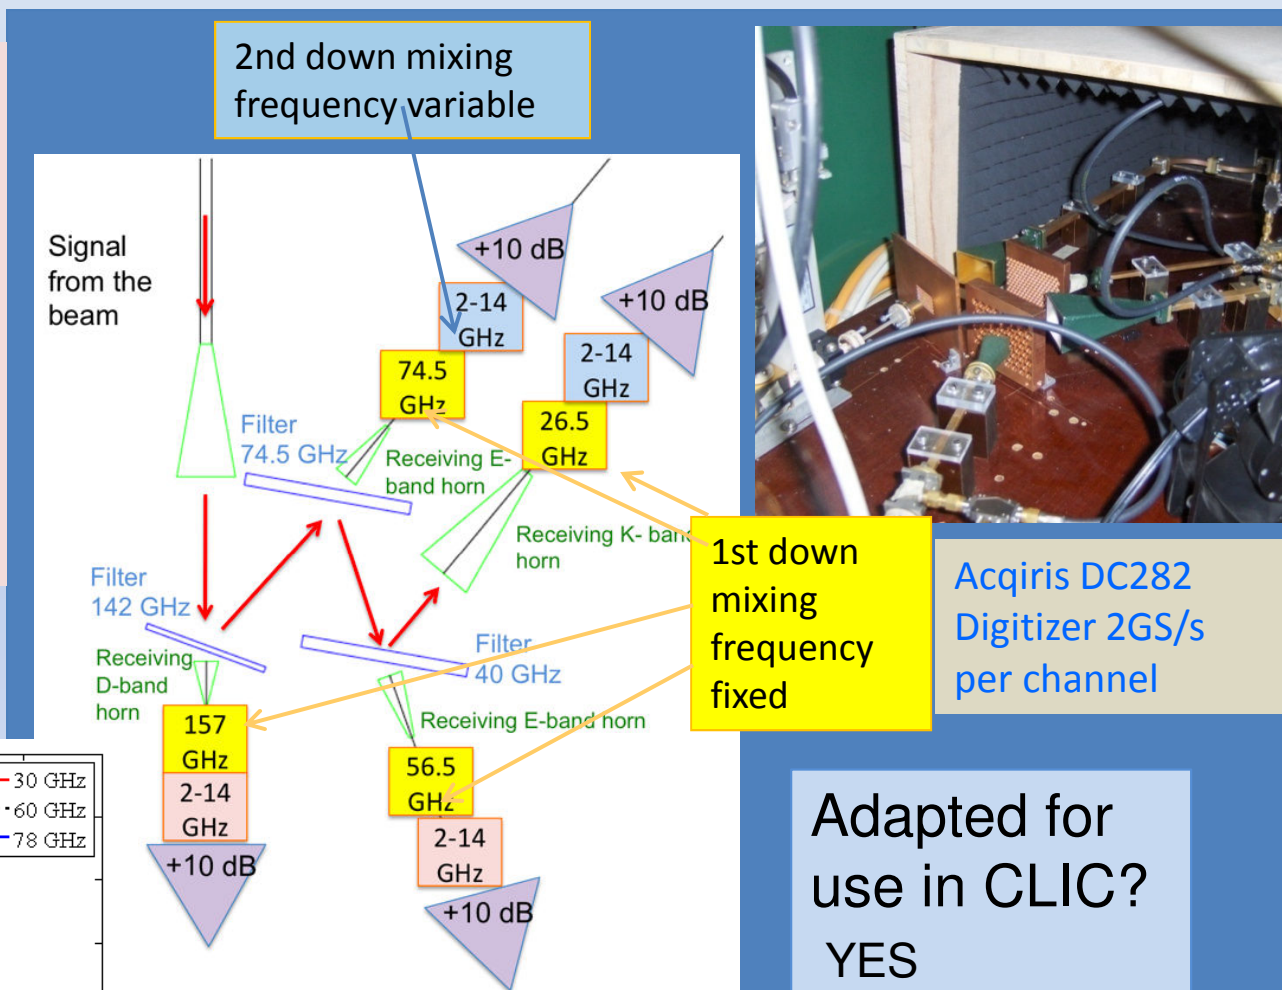 2nd down mixing
frequency variable
Signal
from the
beam
+10 dB
2-14
GHz
+10 dB
2-14
GHz
74.5
GHz
26.5
GHz
Filter
74.5 GHz
Receiving E-
band horn
Receiving K- band
horn
Filter
142 GHz
Receiving
D-band
horn
Filter
40 GHz
Receiving E-band horn
157
GHz
2-14
GHz
+10 dB
56.5
GHz
2-14
GHz
+10 dB
1st down
mixing
frequency
fixed
Acqiris DC282
Digitizer 2GS/s
per channel
30 GHz
60 GHz
78 GHz
Adapted for
use in CLIC?
YES